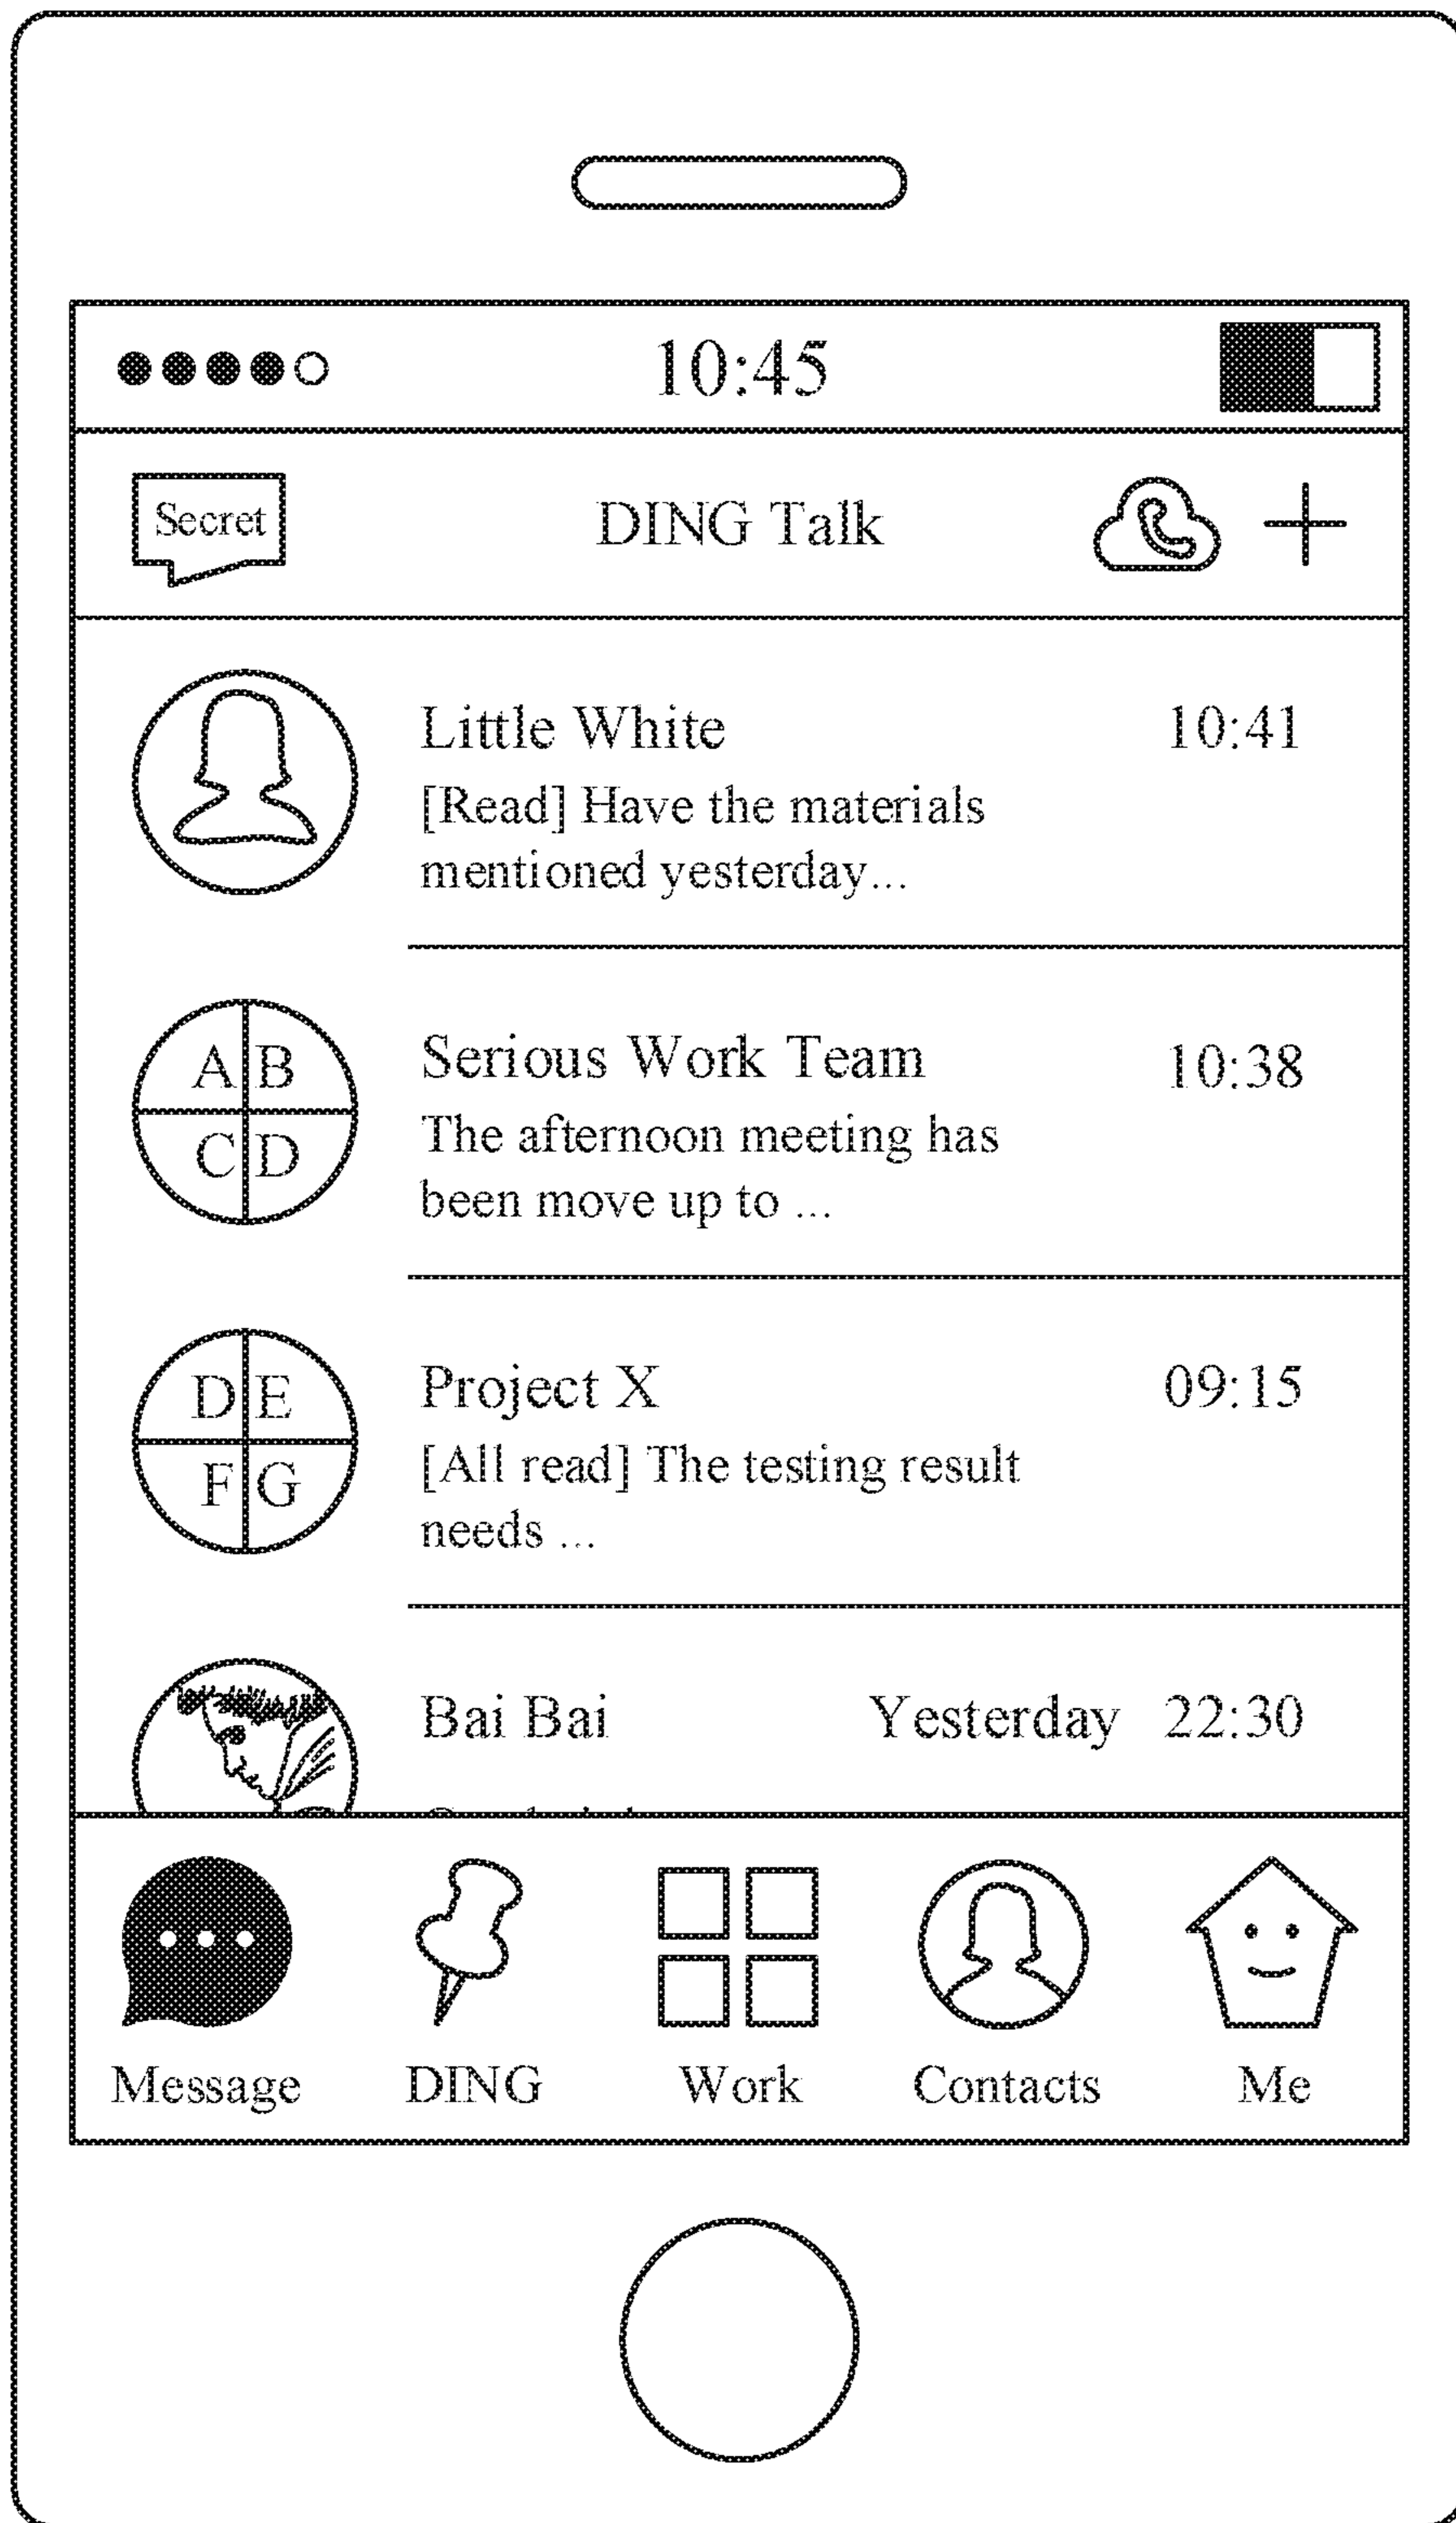 10:45
Secret
DING Talk
Little White 10:41
[Read] Have the materials
mentioned yesterday...
A B
C D
Serious Work Team 10:38
The afternoon meeting has
been move up to ...
D E
F G
Project X 09:15
[All read] The testing result
needs ...
Bai Bai Yesterday 22:30
Message DING Work Contacts Me